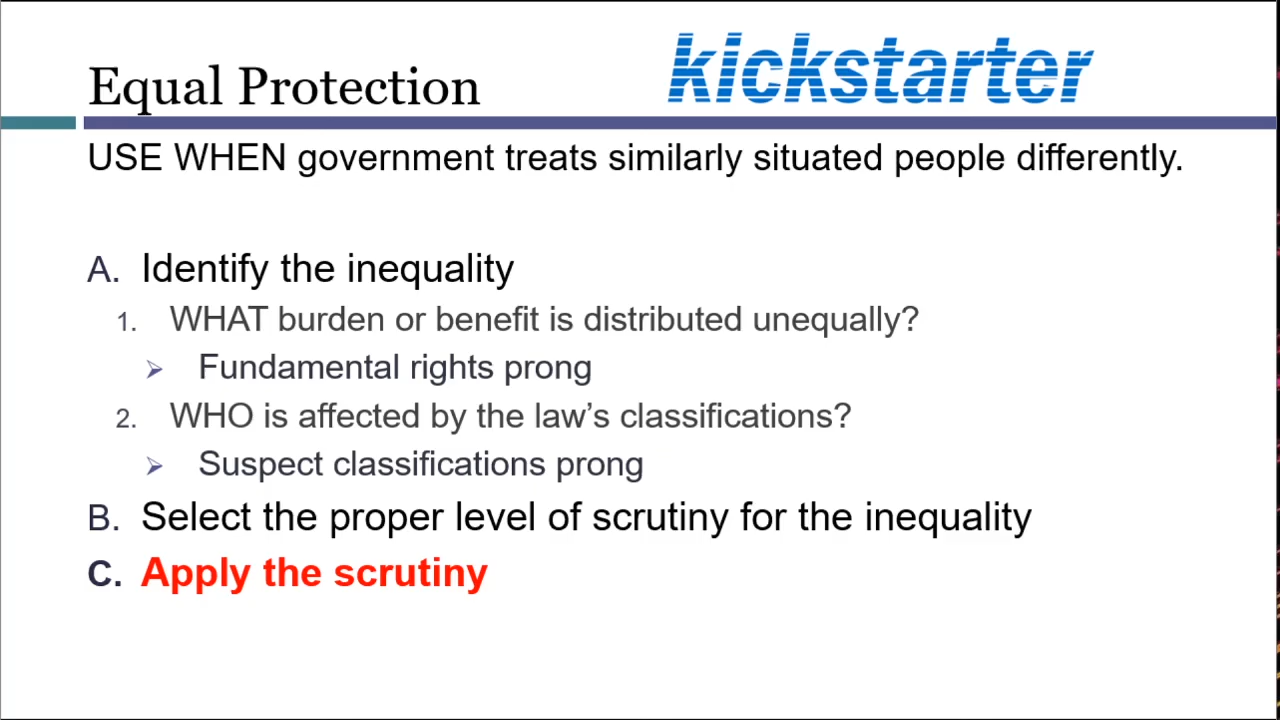 Equal Protection
kickstarter
USE WHEN government treats similarly situated people differently.
A. Identify the inequality
1. WHAT burden or benefit is distributed unequally?
➢ Fundamental rights prong
2. WHO is affected by the law’s classifications?
➢ Suspect classifications prong
B. Select the proper level of scrutiny for the inequality
C. Apply the scrutiny